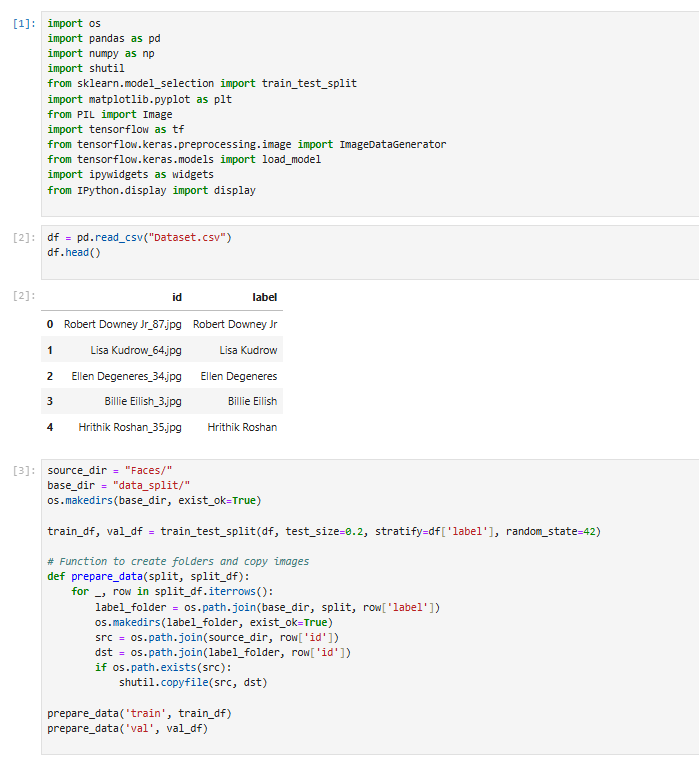 [1]: import os
import pandas as pd
import numpy as np
import shutil
from sklearn.model_selection import train_test_split
import matplotlib.pyplot as plt
from PIL import Image
import tensorflow as tf
from tensorflow.keras.preprocessing.image import ImageDataGenerator
from tensorflow.keras.models import load_model
import ipywidgets as widgets
from IPython.display import display
[2]: df = pd.read_csv("Dataset.csv")
df.head()
[2]: id label
0 Robert Downey Jr_87.jpg Robert Downey Jr
1 Lisa Kudrow_64.jpg Lisa Kudrow
2 Ellen Degeneres_34.jpg Ellen Degeneres
3 Billie Eilish_3.jpg Billie Eilish
4 Hrithik Roshan_35.jpg Hrithik Roshan
[3]: source_dir = "Faces/"
base_dir = "data_split/"
os.makedirs(base_dir, exist_ok=True)
train_df, val_df = train_test_split(df, test_size=0.2, stratify=df['label'], random_state=42)
# Function to create folders and copy images
def prepare_data(split, split_df):
    for _, row in split_df.iterrows():
        label_folder = os.path.join(base_dir, split, row['label'])
        os.makedirs(label_folder, exist_ok=True)
        src = os.path.join(source_dir, row['id'])
        dst = os.path.join(label_folder, row['id'])
        if os.path.exists(src):
            shutil.copyfile(src, dst)
prepare_data('train', train_df)
prepare_data('val', val_df)